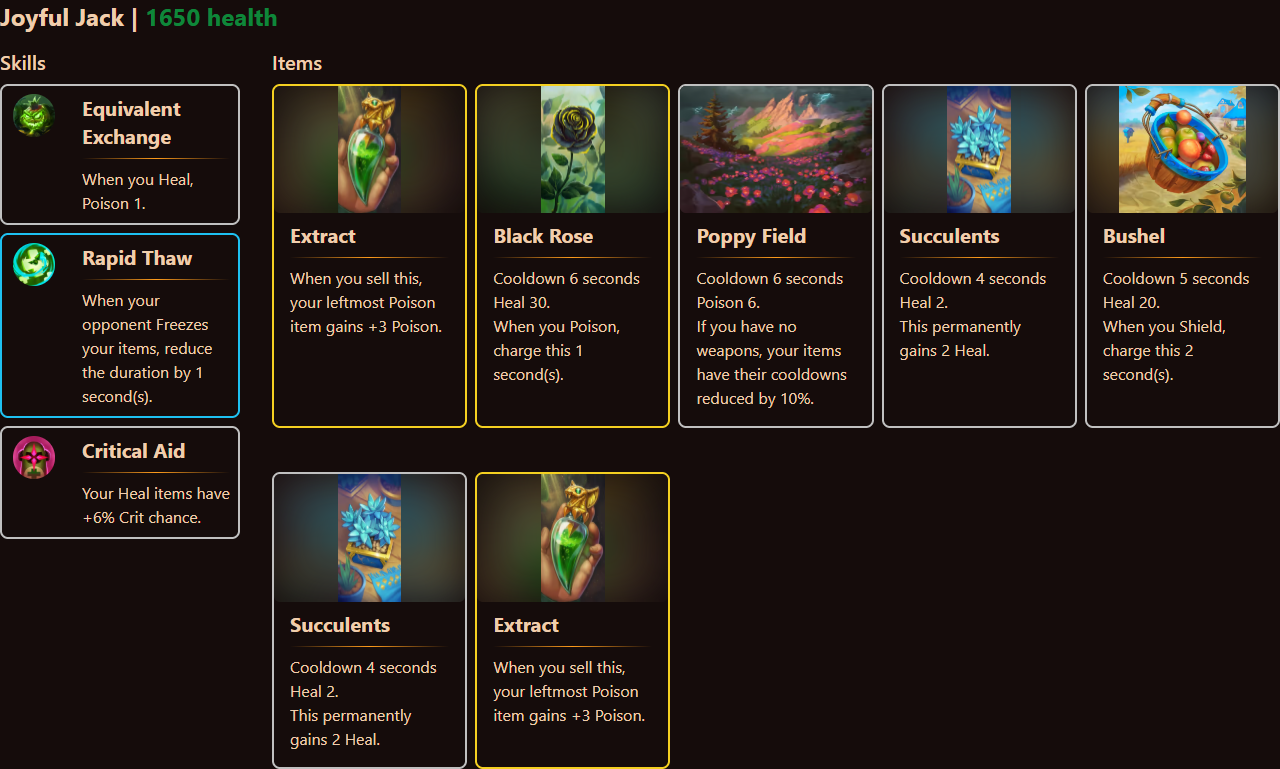 Joyful Jack | 1650 health
Skills
Equivalent
Exchange
When you Heal,
Poison 1.
Rapid Thaw
When your
opponent Freezes
your items, reduce
the duration by 1
second(s).
Critical Aid
Your Heal items have
+6% Crit chance.
Items
Extract
When you sell this,
your leftmost Poison
item gains +3 Poison.
Black Rose
Cooldown 6 seconds
Heal 30.
When you Poison,
charge this 1
second(s).
Poppy Field
Cooldown 6 seconds
Poison 6.
If you have no
weapons, your items
have their cooldowns
reduced by 10%.
Succulents
Cooldown 4 seconds
Heal 2.
This permanently
gains 2 Heal.
Bushel
Cooldown 5 seconds
Heal 20.
When you Shield,
charge this 2
second(s).
Succulents
Cooldown 4 seconds
Heal 2.
This permanently
gains 2 Heal.
Extract
When you sell this,
your leftmost Poison
item gains +3 Poison.